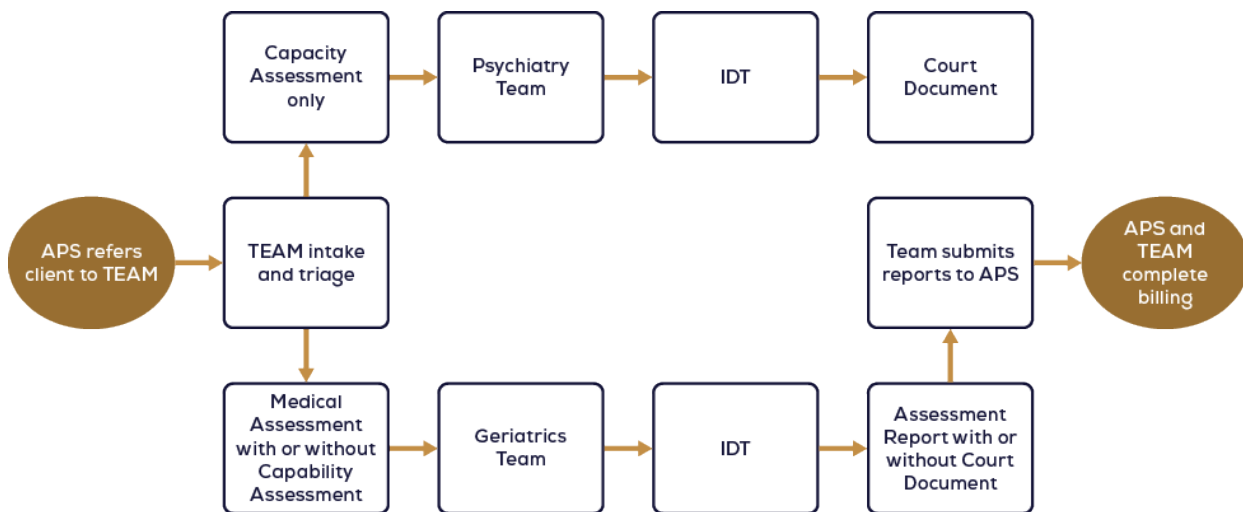 Capacity
Assessment
only
Psychiatry
Team
IDT
Court
Document
APS refers
client to TEAM
TEAM intake
and triage
Team submits
reports to APS
APS and
TEAM
complete
billing
Medical
Assessment
with or without
Capability
Assessment
Geriatrics
Team
IDT
Assessment
Report with or
without Court
Document